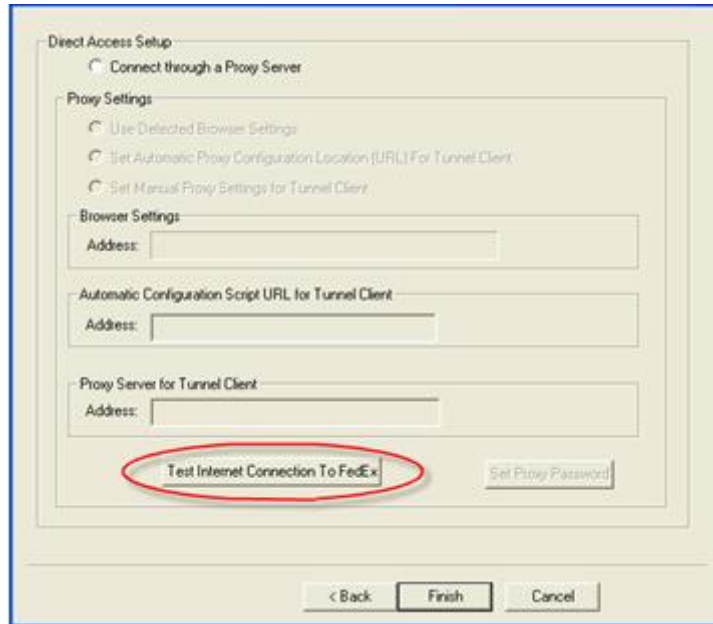 Direct Access Setup
Connect through a Proxy Server
Proxy Settings
Use Detected Browser Settings
Set Automatic Proxy Configuration Location (URL) For Tunnel Client
Set Manual Proxy Settings for Tunnel Client
Browser Settings
Address:
Automatic Configuration Script URL for Tunnel Client
Address:
Proxy Server for Tunnel Client
Address:
Test Internet Connection To FedEx
Set Proxy Password
< Back Finish Cancel